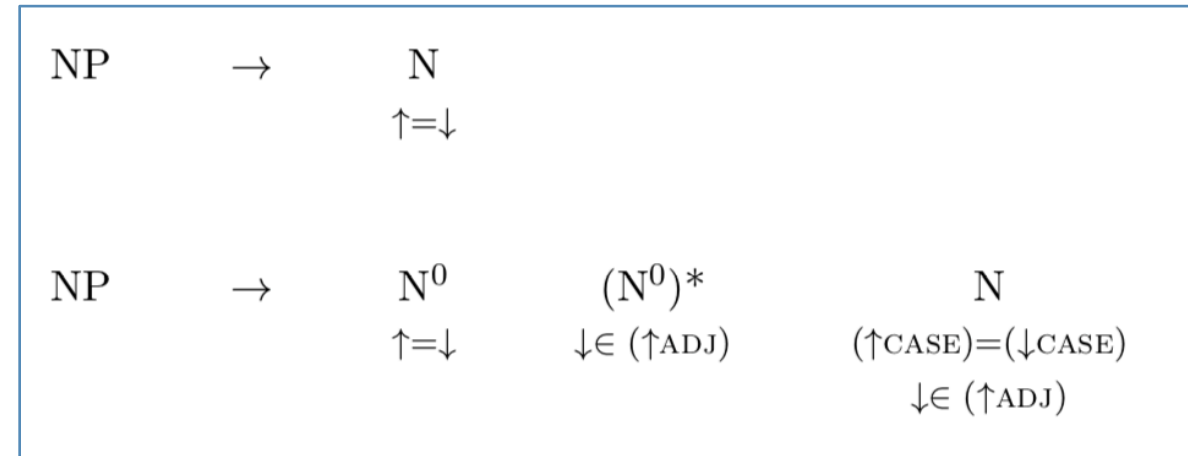 NP → N
↑=↓
NP → N⁰ (N⁰)* N
↑=↓ ↓∈ (↑ADJ) (↑CASE)=(↓CASE)
↓∈ (↑ADJ)